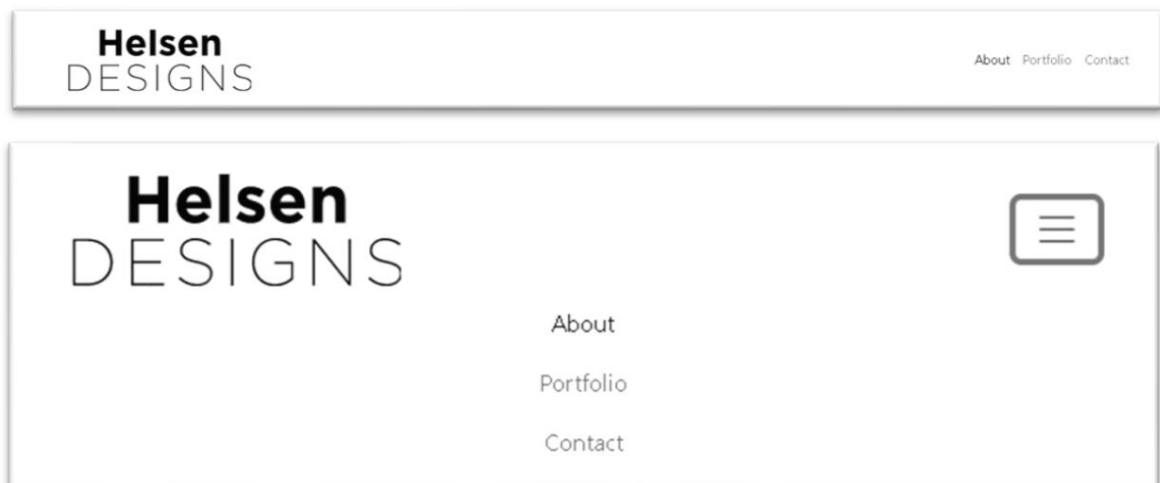 Helsen
DESIGNS
About Portfolio Contact
Helsen
DESIGNS
About
Portfolio
Contact